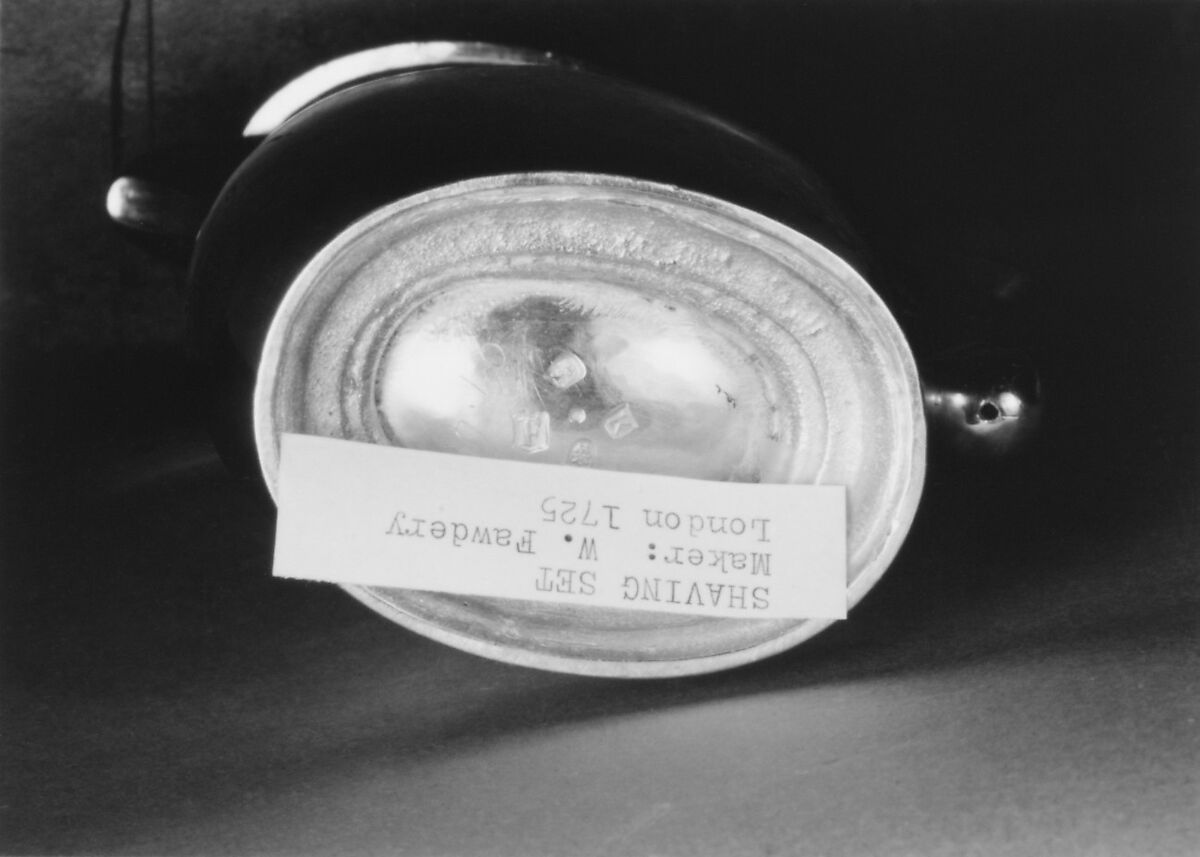 SHAVING SET
Maker: W. Fawdery
London 1725